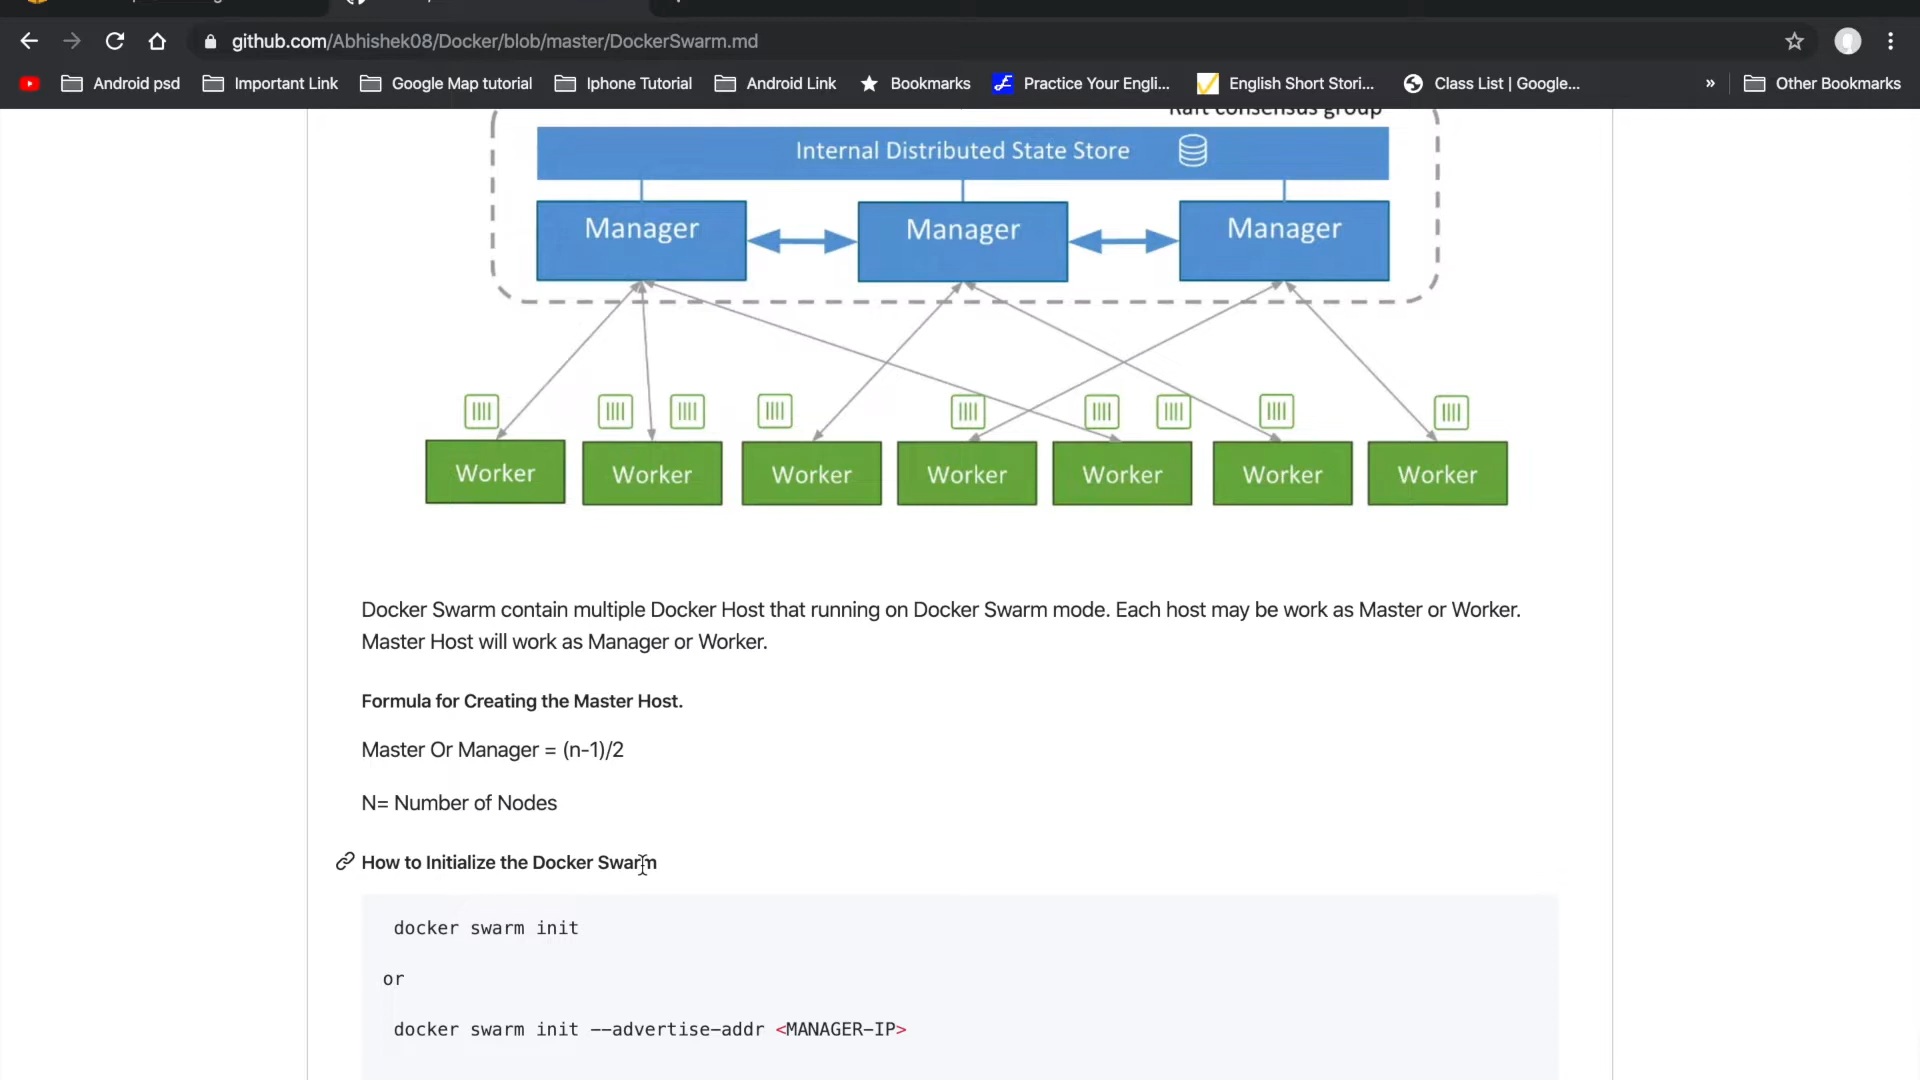 github.com/Abhishek08/Docker/blob/master/DockerSwarm.md
Android psd Important Link Google Map tutorial Iphone Tutorial Android Link Bookmarks Practice Your Engli... English Short Stori... Class List | Google... » Other Bookmarks
Raft consensus group
Internal Distributed State Store
Manager Manager Manager
Worker Worker Worker Worker Worker Worker Worker
Docker Swarm contain multiple Docker Host that running on Docker Swarm mode. Each host may be work as Master or Worker.
Master Host will work as Manager or Worker.
Formula for Creating the Master Host.
Master Or Manager = (n-1)/2
N= Number of Nodes
How to Initialize the Docker Swarm
docker swarm init
or
docker swarm init --advertise-addr <MANAGER-IP>